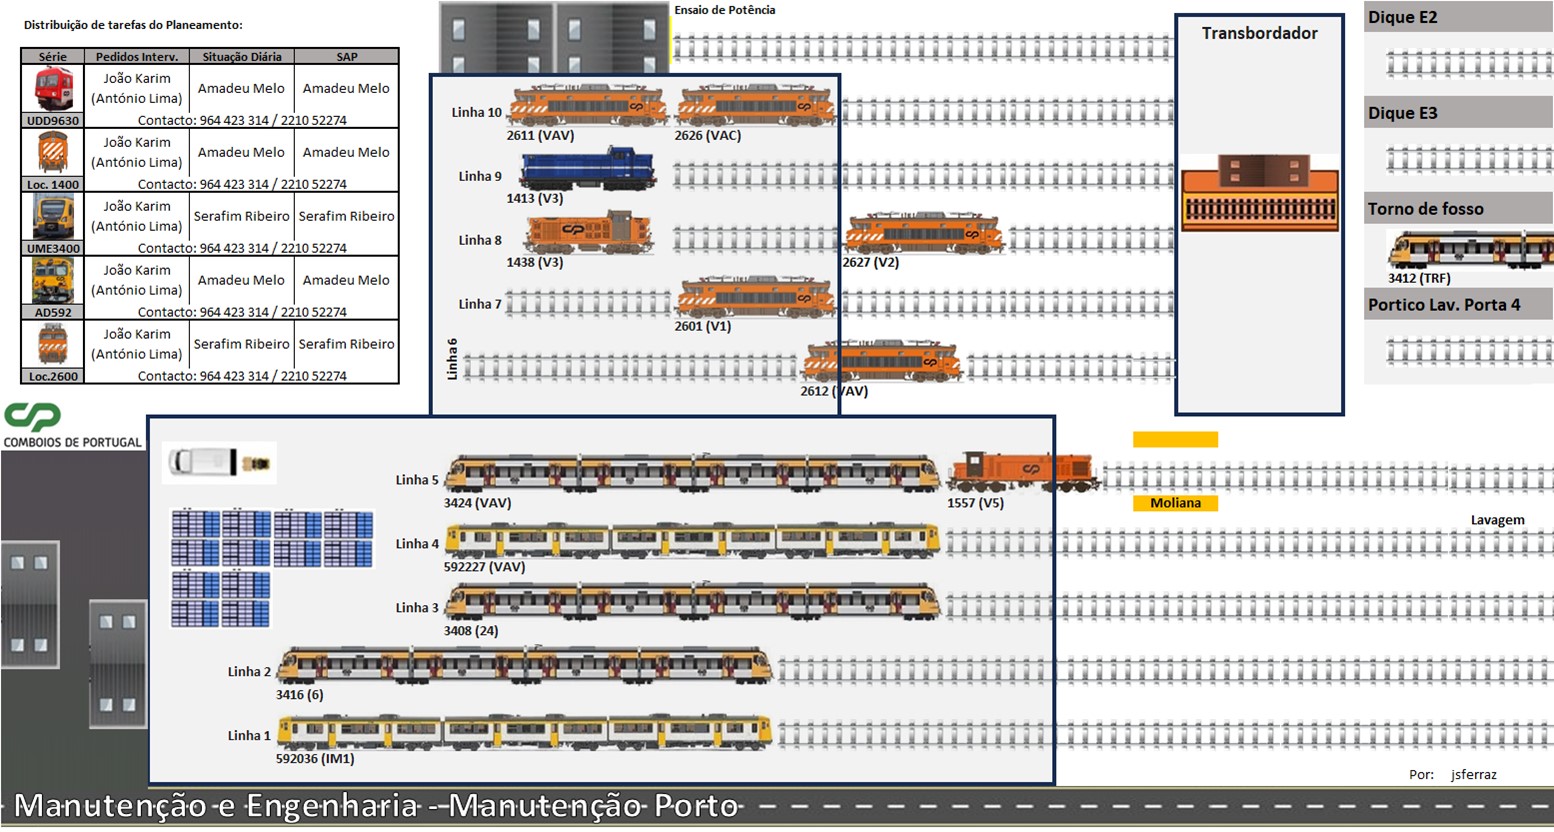 Distribuição de tarefas do Planeamento:
Série Pedidos Interv. Situação Diária SAP
UDD9630 João Karim (António Lima) Amadeu Melo Amadeu Melo
Contacto: 964 423 314 / 2210 52274
Loc. 1400 João Karim (António Lima) Amadeu Melo Amadeu Melo
Contacto: 964 423 314 / 2210 52274
UME3400 João Karim (António Lima) Serafim Ribeiro Serafim Ribeiro
Contacto: 964 423 314 / 2210 52274
AD592 João Karim (António Lima) Amadeu Melo Amadeu Melo
Contacto: 964 423 314 / 2210 52274
Loc.2600 João Karim (António Lima) Serafim Ribeiro Serafim Ribeiro
Contacto: 964 423 314 / 2210 52274
COMBOIOS DE PORTUGAL
Ensaio de Potência
Linha 10
2611 (VAV)
2626 (VAC)
Linha 9
1413 (V3)
Linha 8
1438 (V3)
2627 (V2)
Linha 7
2601 (V1)
Linha 6
2612 (VAV)
Transbordador
Dique E2
Dique E3
Torno de fosso
3412 (TRF)
Portico Lav. Porta 4
Linha 5
3424 (VAV)
1557 (V5)
Moliana
Lavagem
Linha 4
592227 (VAV)
Linha 3
3408 (24)
Linha 2
3416 (6)
Linha 1
592036 (IM1)
Por: jsferraz
Manutenção e Engenharia - Manutenção Porto